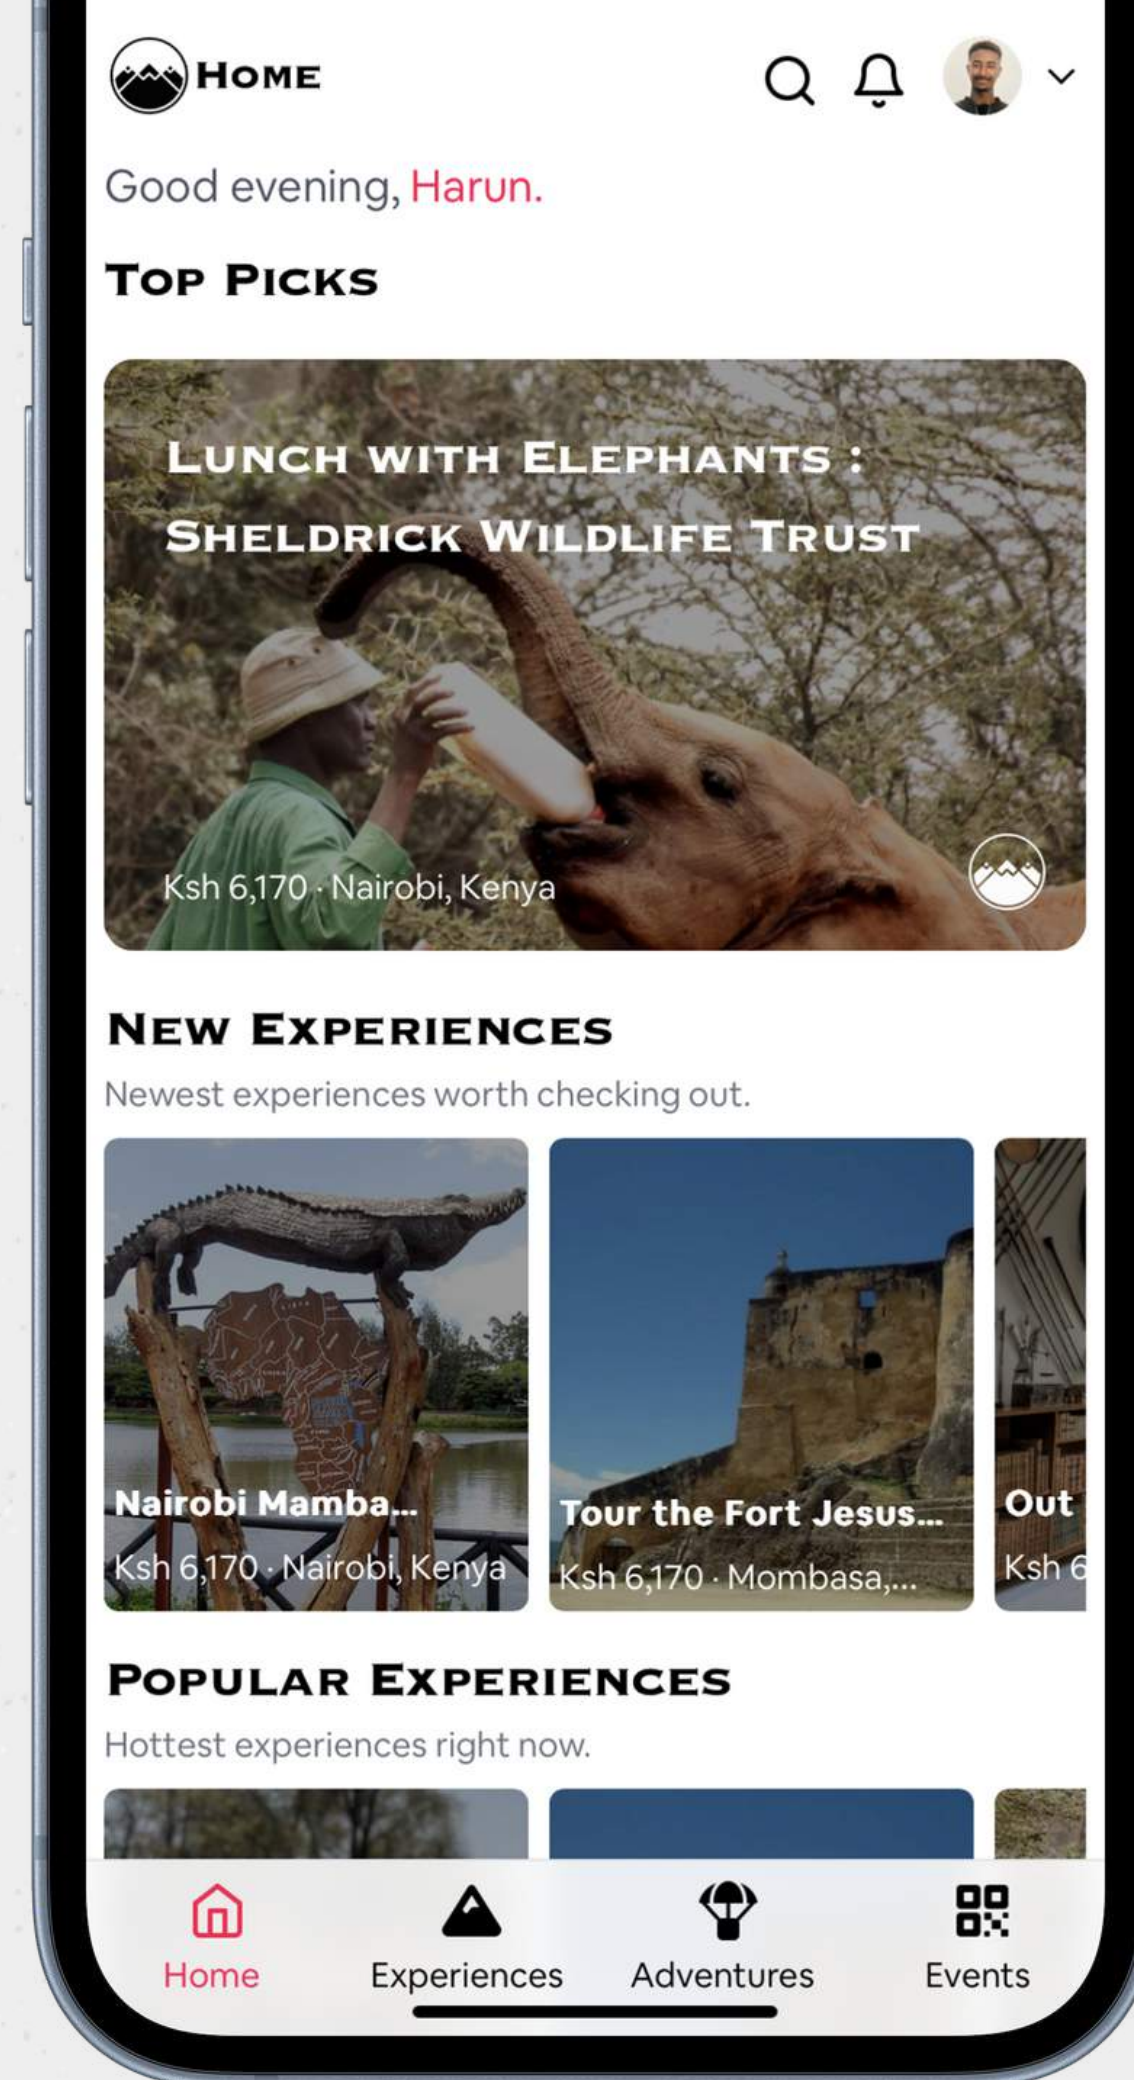 Home
Good evening, Harun.
Top Picks
Lunch with Elephants :
Sheldrick Wildlife Trust
Ksh 6,170 · Nairobi, Kenya
New Experiences
Newest experiences worth checking out.
Nairobi Mamba...
Ksh 6,170 · Nairobi, Kenya
Tour the Fort Jesus...
Ksh 6,170 · Mombasa,...
Out
Ksh 6
Popular Experiences
Hottest experiences right now.
Home
Experiences
Adventures
Events